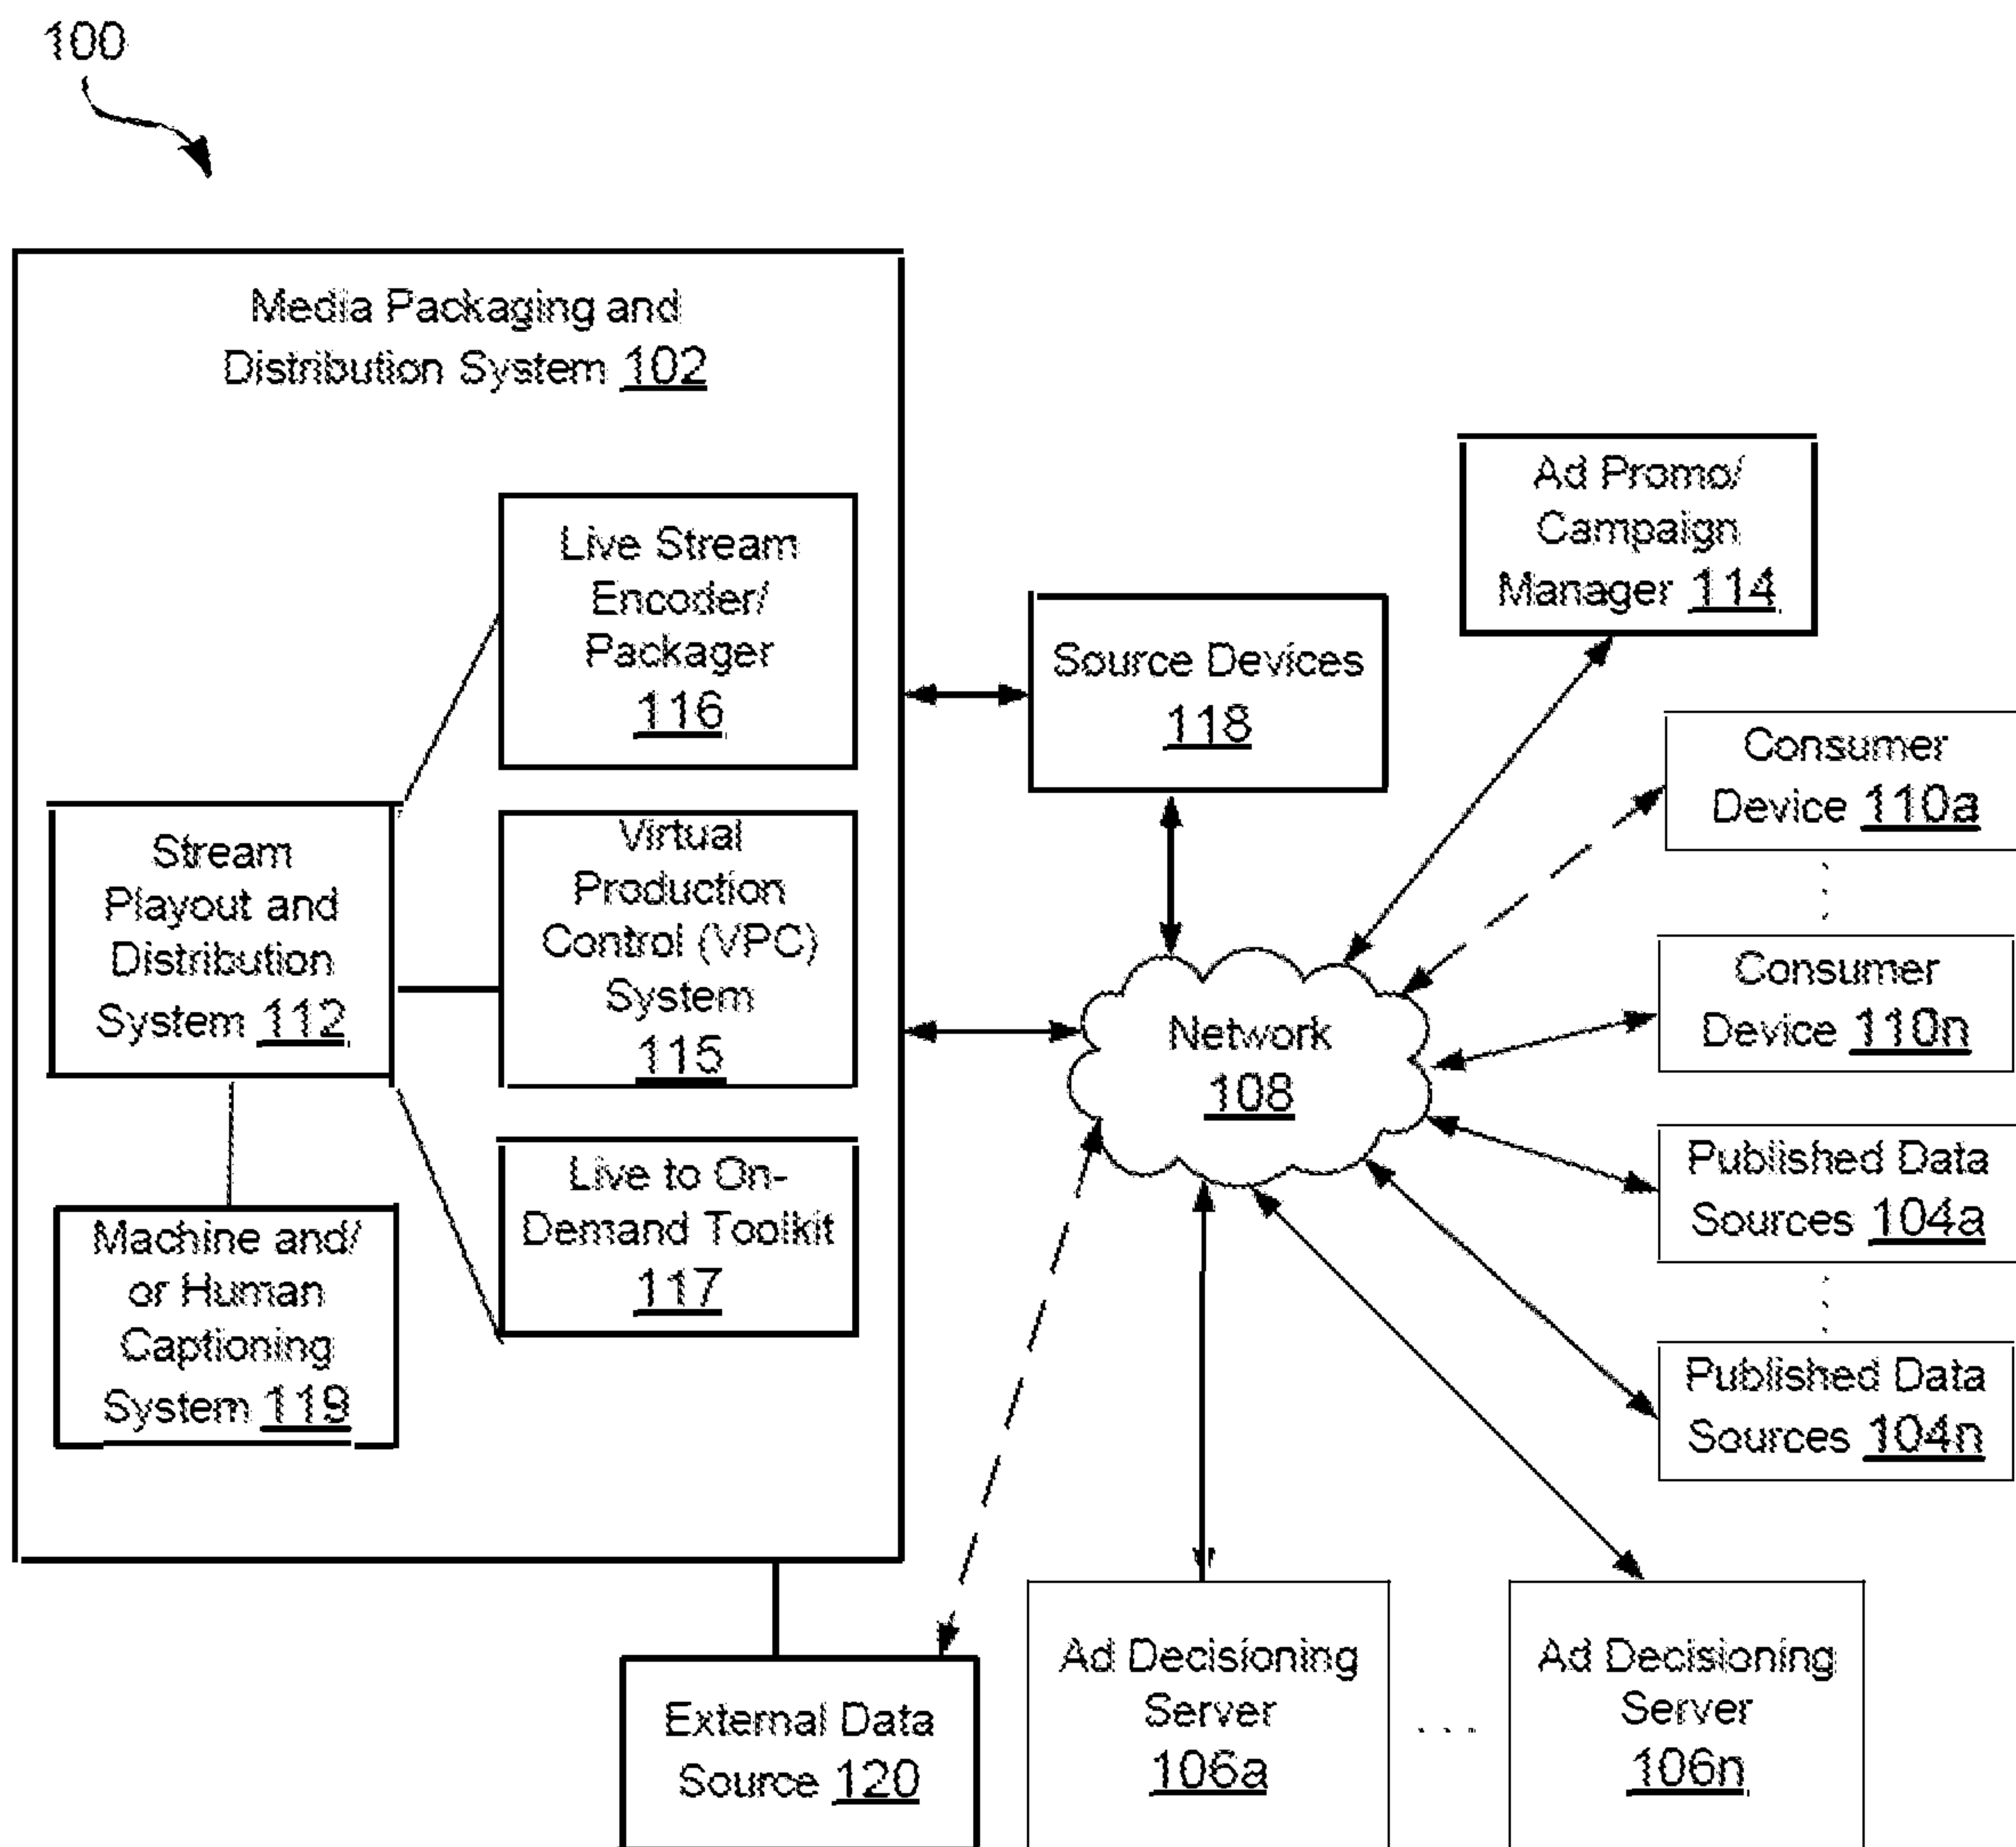 100
Media Packaging and
Distribution System 102
Live Stream
Encoder/
Packager
116
Stream
Playout and
Distribution
System 112
Virtual
Production
Control (VPC)
System
115
Machine and/
or Human
Captioning
System 119
Live to On-
Demand Toolkit
117
Source Devices
118
Ad Promo/
Campaign
Manager 114
Consumer
Device 110a
Consumer
Device 110n
Network
108
Published Data
Sources 104a
Published Data
Sources 104n
External Data
Source 120
Ad Decisioning
Server
106a
...
Ad Decisioning
Server
106n